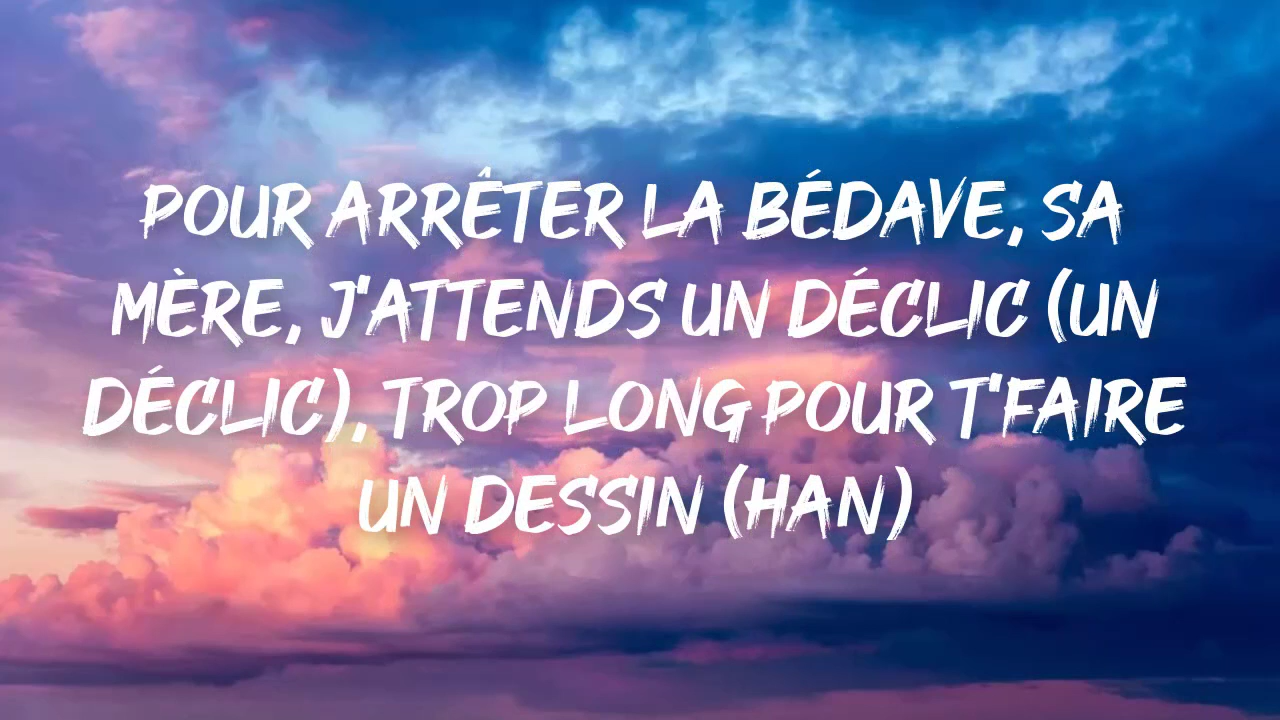 POUR ARRÊTER LA BÉDAVE, SA
MÈRE, J'ATTENDS UN DÉCLIC (UN
DÉCLIC), TROP LONG POUR T'FAIRE
UN DESSIN (HAN)